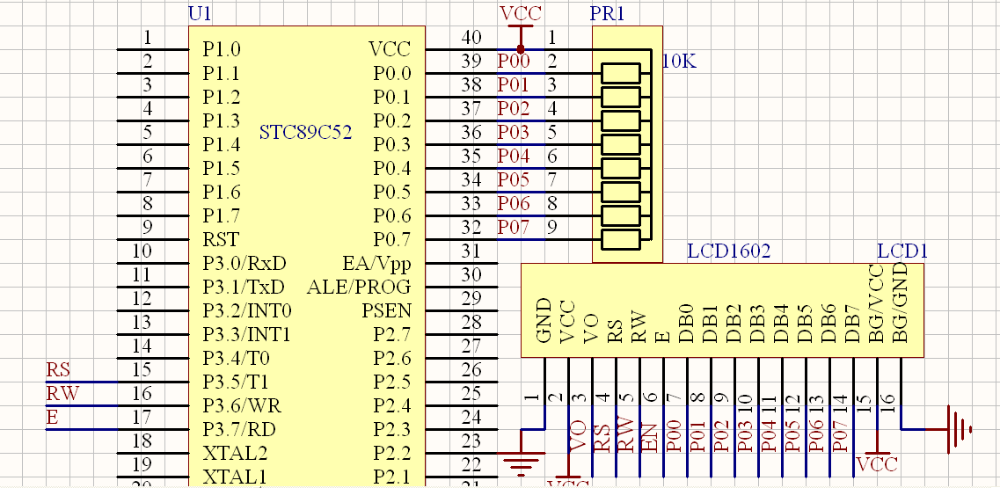 U1 VCC PR1
1 P1.0 VCC 40 1
2 P1.1 P0.0 39 P00 2 10K
3 P1.2 P0.1 38 P01 3
4 P1.3 P0.2 37 P02 4
5 P1.4 STC89C52 P0.3 36 P03 5
6 P1.5 P0.4 35 P04 6
7 P1.6 P0.5 34 P05 7
8 P1.7 P0.6 33 P06 8
9 RST P0.7 32 P07 9
10 P3.0/RxD EA/Vpp 31
11 P3.1/TxD ALE/PROG 30
12 P3.2/INT0 PSEN 29
13 P3.3/INT1 P2.7 28
14 P3.4/T0 P2.6 27
RS 15 P3.5/T1 P2.5 26
RW 16 P3.6/WR P2.4 25
E 17 P3.7/RD P2.3 24
18 XTAL2 P2.2 23
19 XTAL1 P2.1 22
20 21
LCD1602 LCD1
GND VCC VO RS RW E DB0 DB1 DB2 DB3 DB4 DB5 DB6 DB7 BG/VCC BG/GND
1 2 3 4 5 6 7 8 9 10 11 12 13 14 15 16
VO RS RW EN P00 P01 P02 P03 P04 P05 P06 P07
VCC VCC